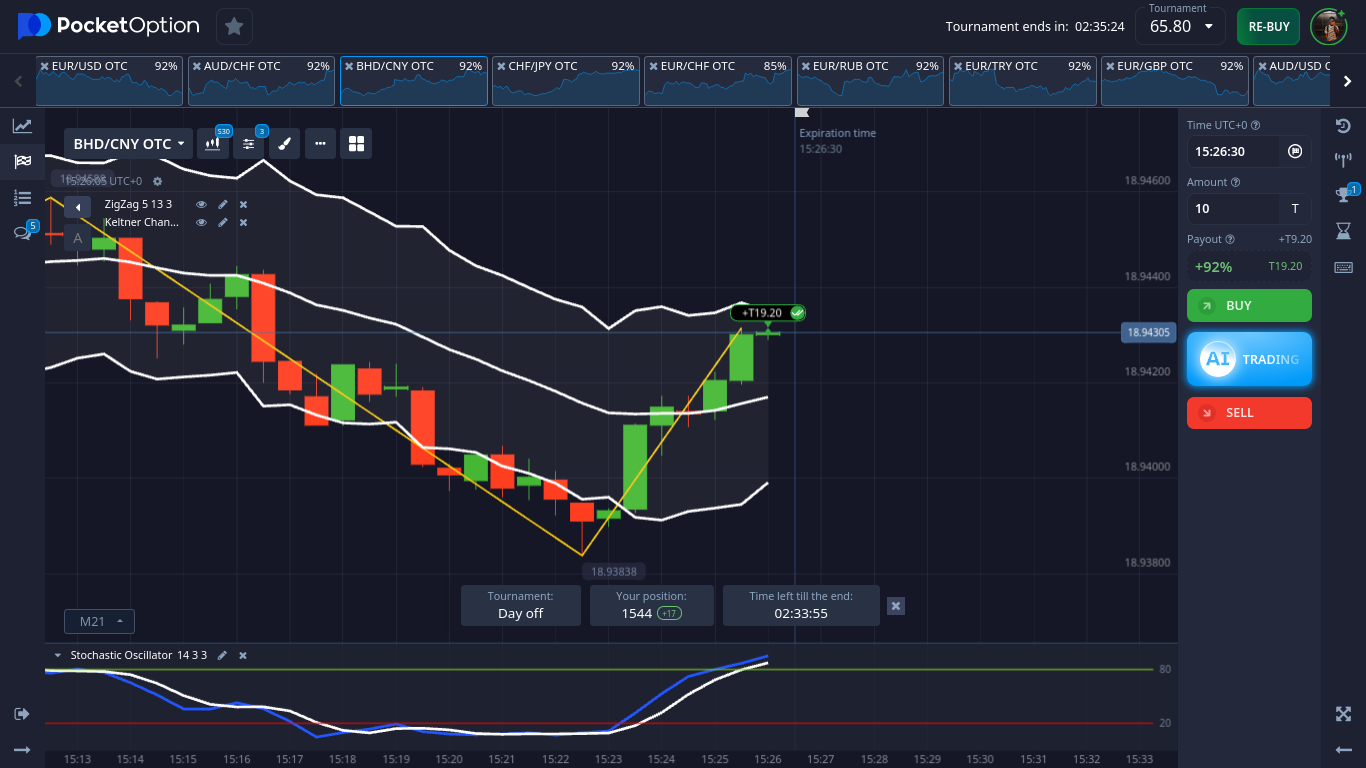 PocketOption
Tournament ends in: 02:35:24
Tournament
65.80
RE-BUY
EUR/USD OTC 92%
AUD/CHF OTC 92%
BHD/CNY OTC 92%
CHF/JPY OTC 92%
EUR/CHF OTC 85%
EUR/RUB OTC 92%
EUR/TRY OTC 92%
EUR/GBP OTC 92%
AUD/USD
BHD/CNY OTC
S30
3
Expiration time
15:26:30
15:26:05 UTC+0
ZigZag 5 13 3
Keltner Chan...
A
5
+T19.20
18.94600
18.94400
18.94305
18.94200
18.94000
18.93800
18.93838
Time UTC+0
15:26:30
Amount
10 T
Payout +T9.20
+92% T19.20
BUY
AI TRADING
SELL
1
Tournament:
Day off
Your position:
1544 +17
Time left till the end:
02:33:55
M21
Stochastic Oscillator 14 3 3
80
20
15:13 15:14 15:15 15:16 15:17 15:18 15:19 15:20 15:21 15:22 15:23 15:24 15:25 15:26 15:27 15:28 15:29 15:30 15:31 15:32 15:33